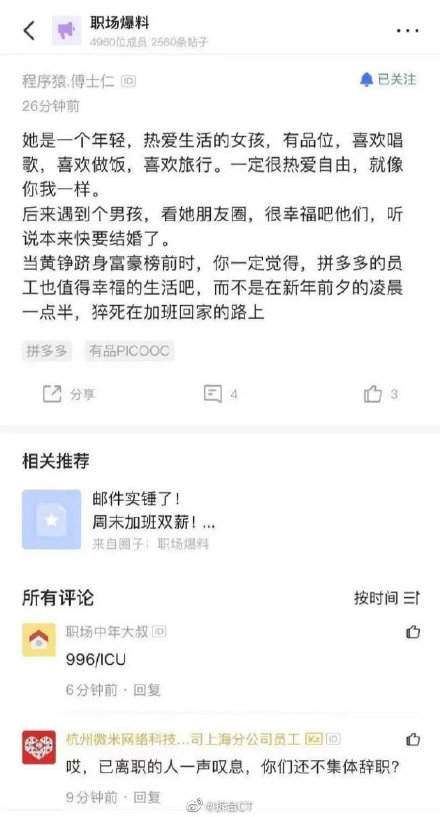 职场爆料
4960位成员 2560条帖子
程序猿.傅士仁 ID
已关注
26分钟前
她是一个年轻，热爱生活的女孩，有品位，喜欢唱
歌，喜欢做饭，喜欢旅行。一定很热爱自由，就像
你我一样。
后来遇到个男孩，看她朋友圈，很幸福吧他们，听
说本来快要结婚了。
当黄铮跻身富豪榜前时，你一定觉得，拼多多的员
工也值得幸福的生活吧，而不是在新年前夕的凌晨
一点半，猝死在加班回家的路上
拼多多 有品PICOOC
分享 4 3
相关推荐
邮件实锤了！
周末加班双薪！...
来自圈子：职场爆料
所有评论 按时间
职场中年大叔 ID
996/ICU
6分钟前 · 回复
杭州微米网络科技...司上海分公司员工 K2 ID
哎，已离职的人一声叹息，你们还不集体辞职？
9分钟前 · 回复
@拆台CT